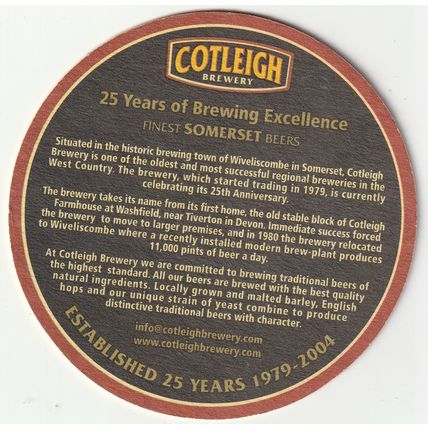 COTLEIGH
BREWERY
25 Years of Brewing Excellence
FINEST SOMERSET BEERS
Situated in the historic brewing town of Wiveliscombe in Somerset, Cotleigh
Brewery is one of the oldest and most successful regional breweries in the
West Country. The brewery, which started trading in 1979, is currently
celebrating its 25th Anniversary.
The brewery takes its name from its first home, the old stable block of Cotleigh
Farmhouse at Washfield, near Tiverton in Devon. Immediate success forced
the brewery to move to larger premises, and in 1980 the brewery relocated
to Wiveliscombe where a recently installed modern brew-plant produces
11,000 pints of beer a day.
At Cotleigh Brewery we are committed to brewing traditional beers of
the highest standard. All our beers are brewed with the best quality
natural ingredients. Locally grown and malted barley, English
hops and our unique strain of yeast combine to produce
distinctive traditional beers with character.
info@cotleighbrewery.com
www.cotleighbrewery.com
ESTABLISHED 25 YEARS 1979-2004